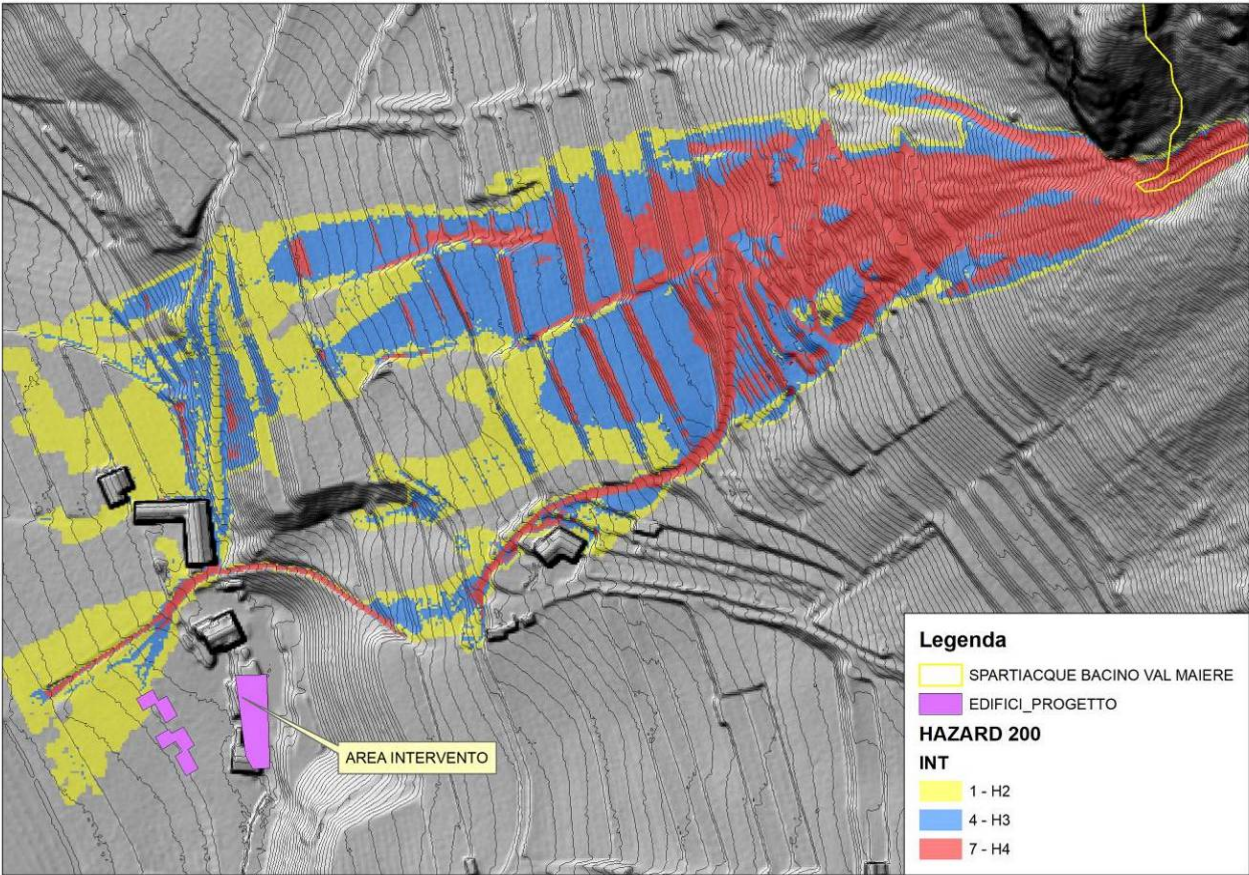 AREA INTERVENTO
Legenda
SPARTIACQUE BACINO VAL MAIERE
EDIFICI_PROGETTO
HAZARD 200
INT
1 - H2
4 - H3
7 - H4